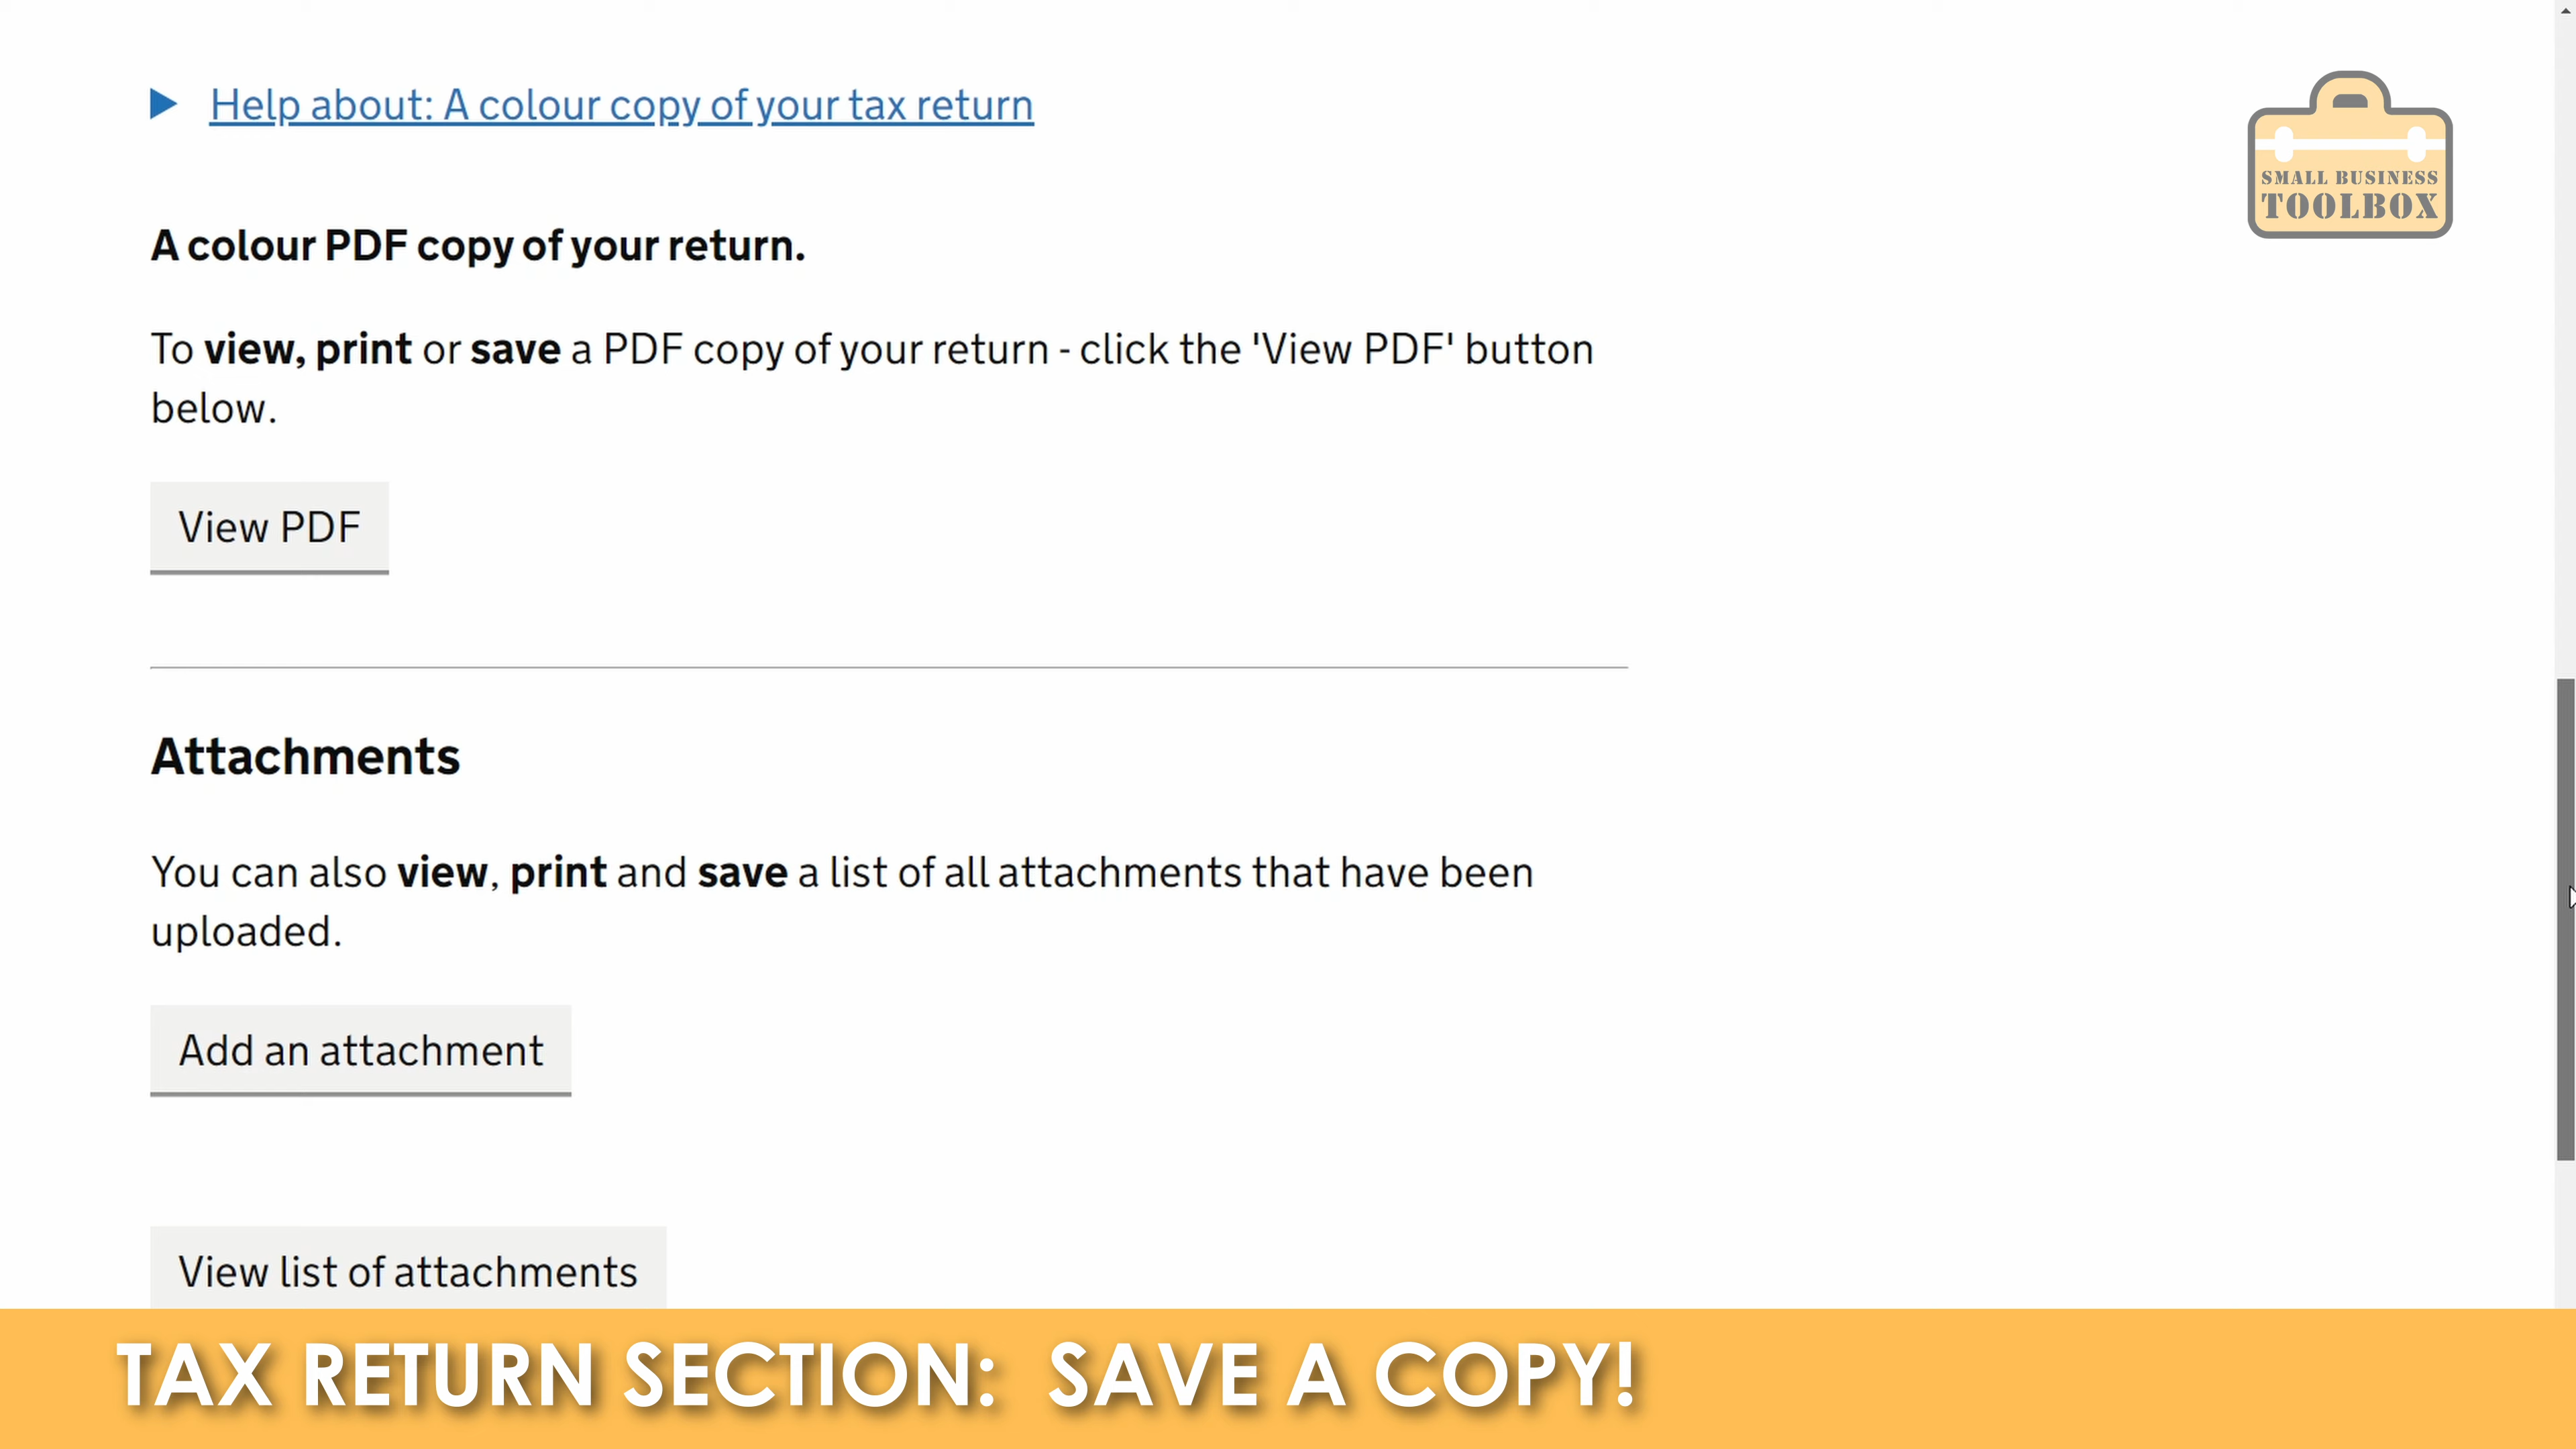 Help about: A colour copy of your tax return
SMALL BUSINESS
TOOLBOX
A colour PDF copy of your return.
To view, print or save a PDF copy of your return - click the 'View PDF' button
below.
View PDF
Attachments
You can also view, print and save a list of all attachments that have been
uploaded.
Add an attachment
View list of attachments
TAX RETURN SECTION: SAVE A COPY!